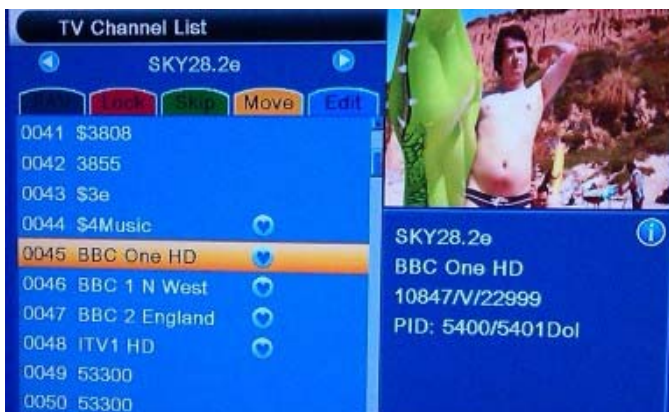 TV Channel List
SKY28.2e
FAV Lock Skip Move Edit
0041 $3808
0042 3855
0043 $3e
0044 $4Music
0045 BBC One HD
0046 BBC 1 N West
0047 BBC 2 England
0048 ITV1 HD
0049 53300
0050 53300
SKY28.2e
BBC One HD
10847/V/22999
PID: 5400/5401Dol